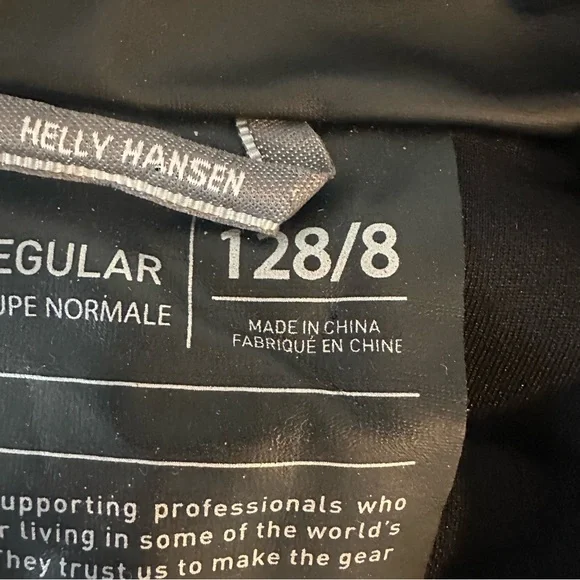 HELLY HANSEN
EGULAR
UPE NORMALE
128/8
MADE IN CHINA
FABRIQUÉ EN CHINE
upporting professionals who
r living in some of the world's
They trust us to make the gear